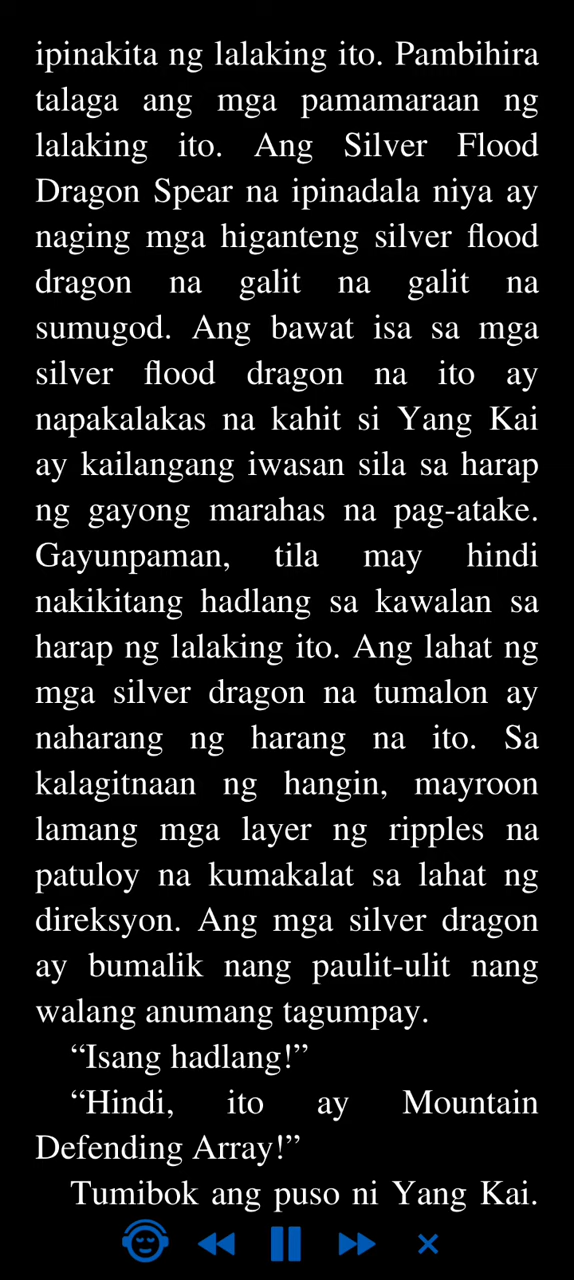 ipinakita ng lalaking ito. Pambihira
talaga ang mga pamamaraan ng
lalaking ito. Ang Silver Flood
Dragon Spear na ipinadala niya ay
naging mga higanteng silver flood
dragon na galit na galit na
sumugod. Ang bawat isa sa mga
silver flood dragon na ito ay
napakalakas na kahit si Yang Kai
ay kailangang iwasan sila sa harap
ng gayong marahas na pag-atake.
Gayunpaman, tila may hindi
nakikitang hadlang sa kawalan sa
harap ng lalaking ito. Ang lahat ng
mga silver dragon na tumalon ay
naharang ng harang na ito. Sa
kalagitnaan ng hangin, mayroon
lamang mga layer ng ripples na
patuloy na kumakalat sa lahat ng
direksyon. Ang mga silver dragon
ay bumalik nang paulit-ulit nang
walang anumang tagumpay.
“Isang hadlang!”
“Hindi, ito ay Mountain
Defending Array!”
Tumibok ang puso ni Yang Kai.